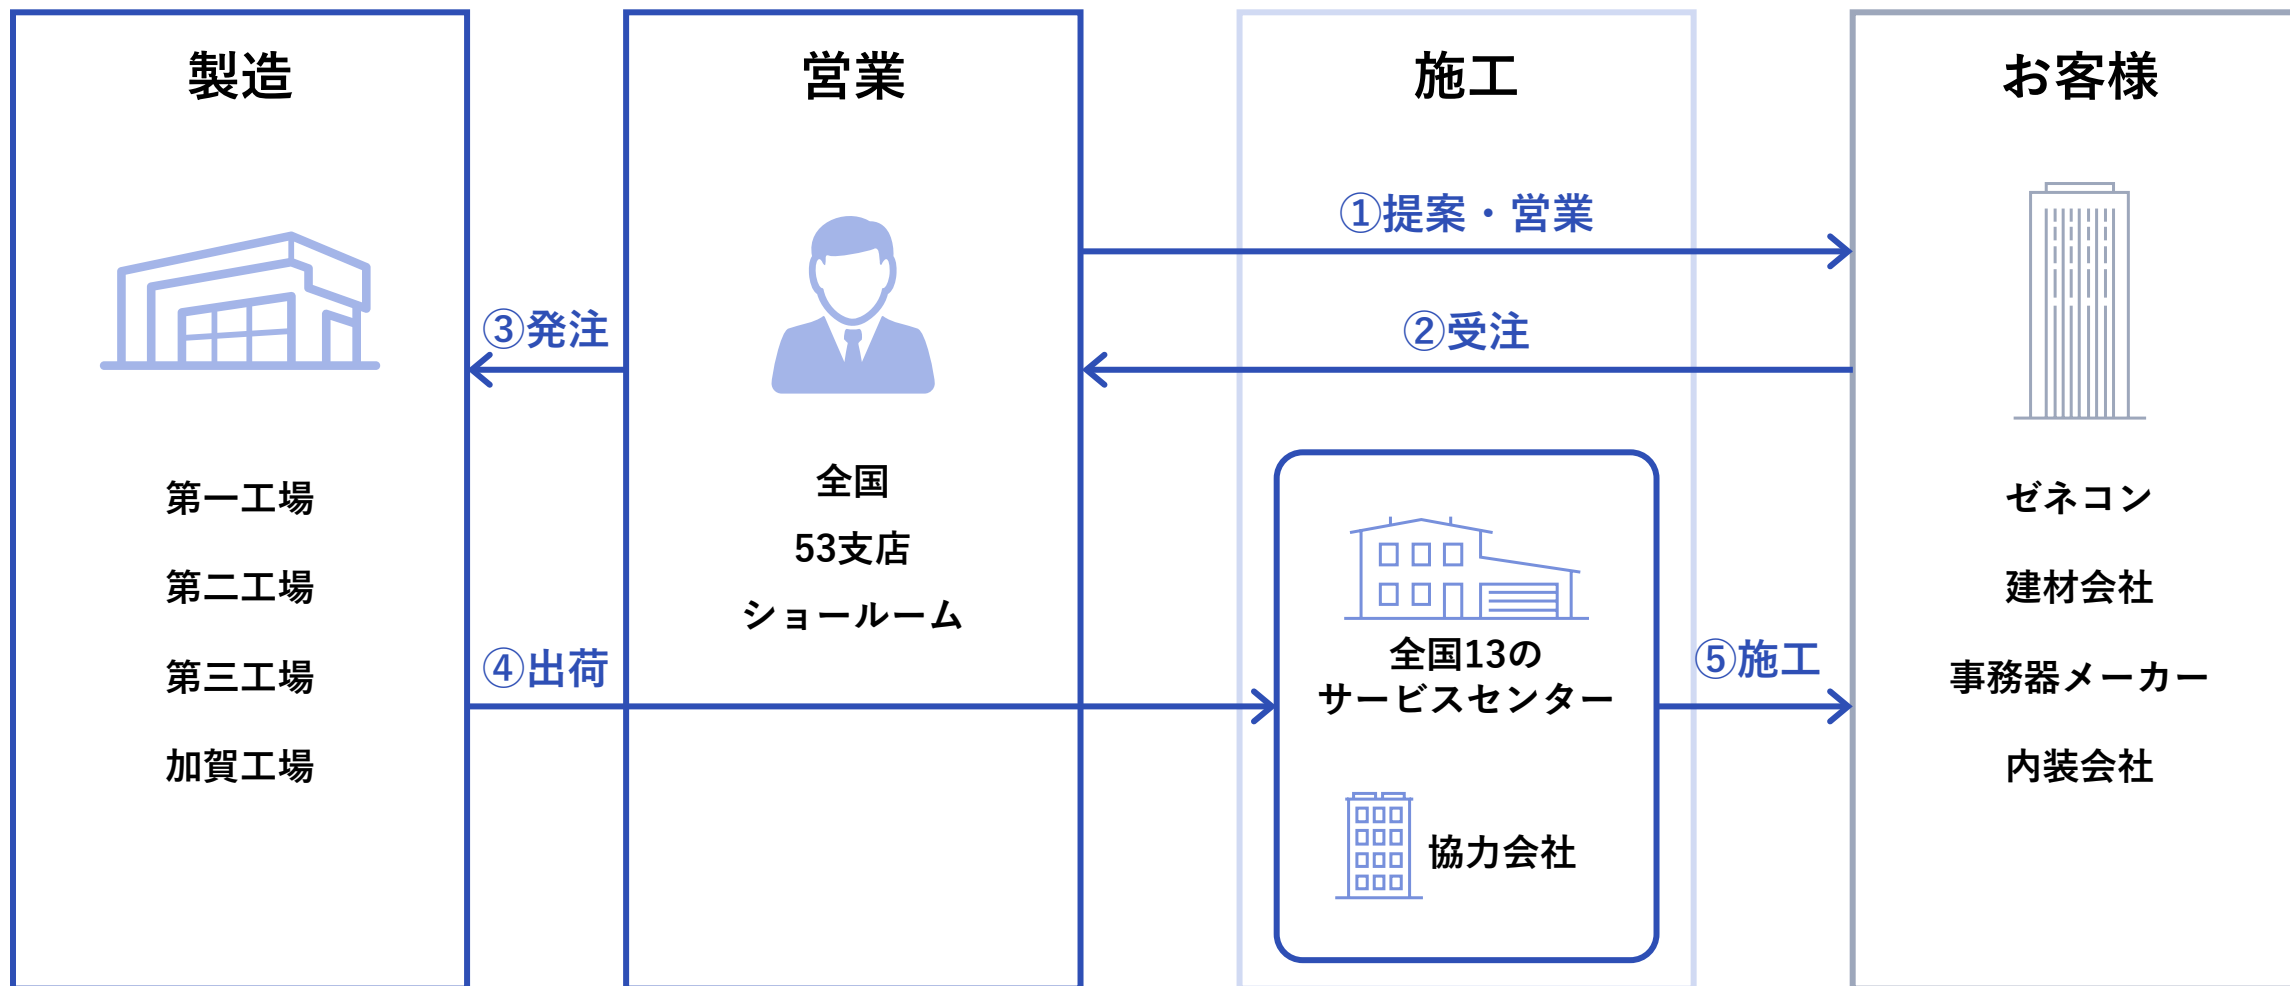 製造
営業
施工
お客様
①提案・営業
②受注
③発注
④出荷
⑤施工
第一工場
第二工場
第三工場
加賀工場
全国
53支店
ショールーム
全国13の
サービスセンター
協力会社
ゼネコン
建材会社
事務器メーカー
内装会社